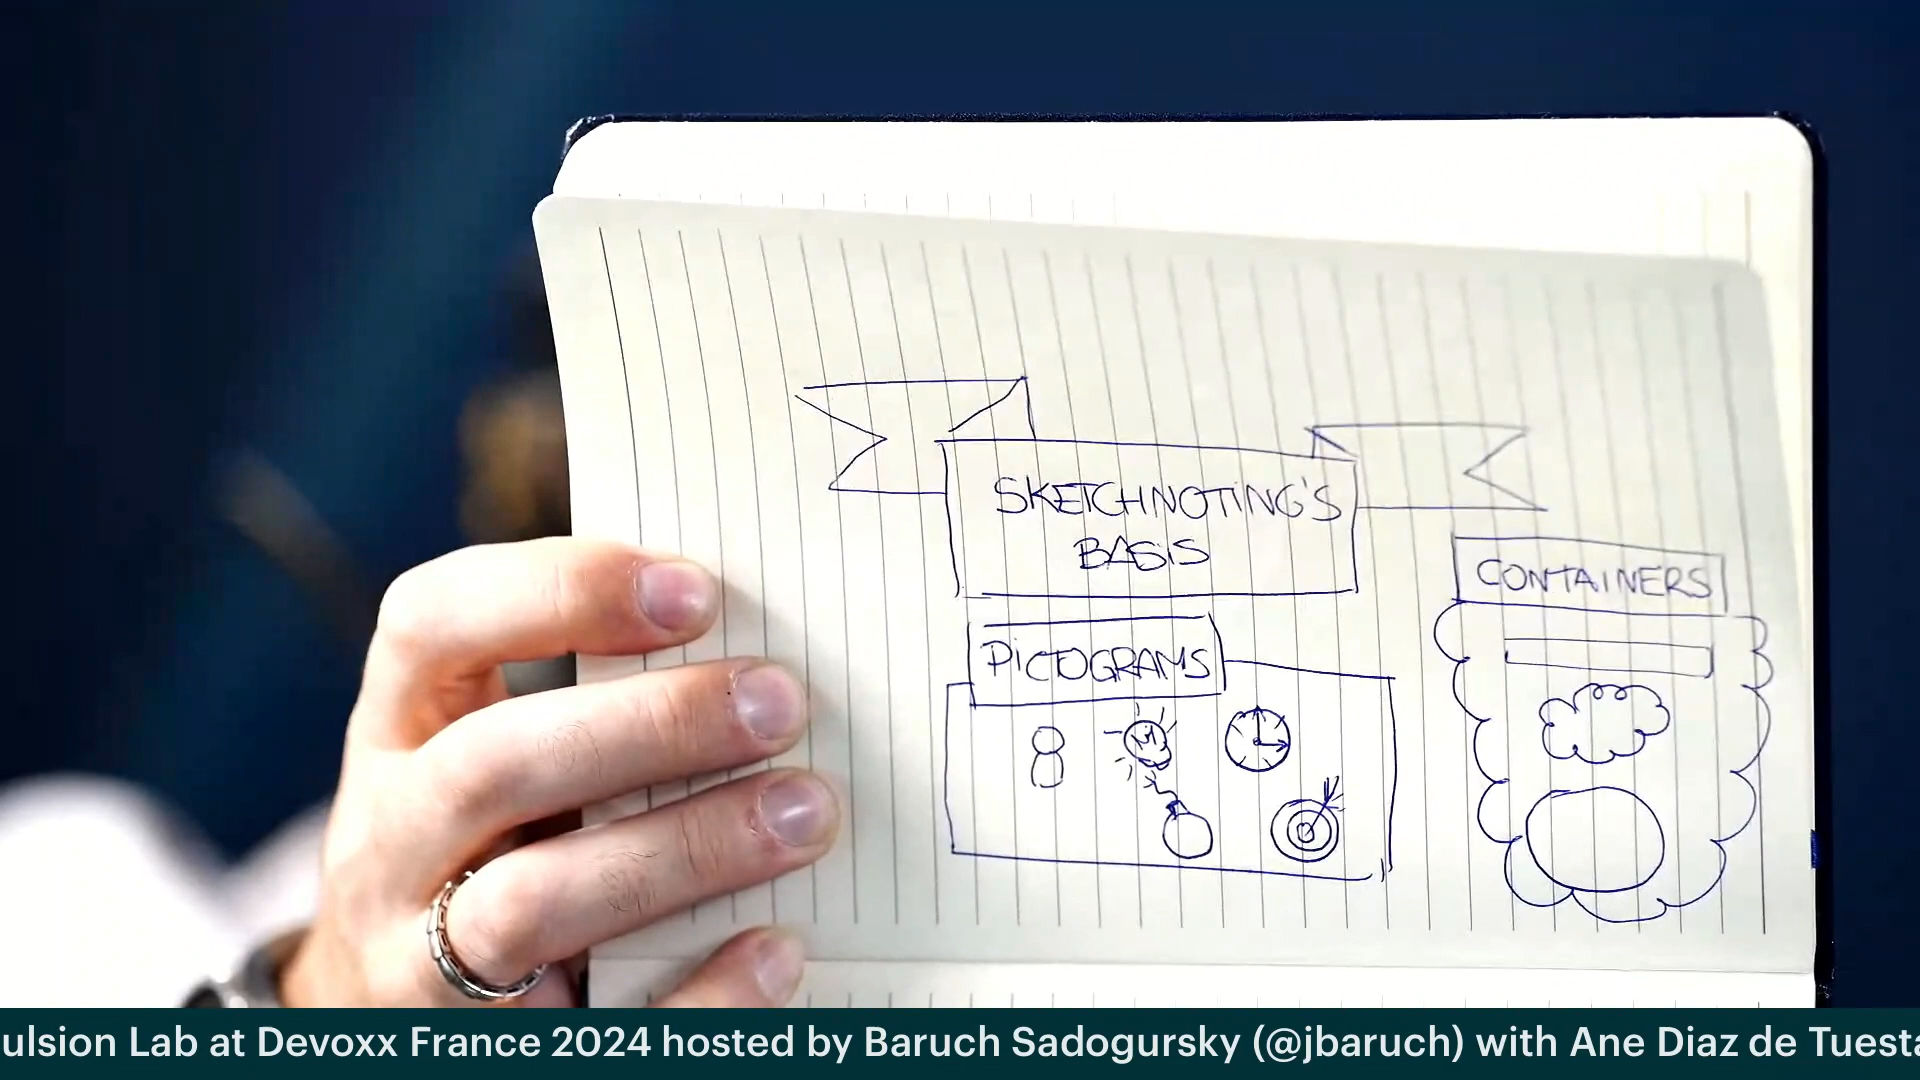 SKETCHNOTING'S
BASIS
CONTAINERS
PICTOGRAMS
8
ulsion Lab at Devoxx France 2024 hosted by Baruch Sadogursky (@jbaruch) with Ane Diaz de Tuesta